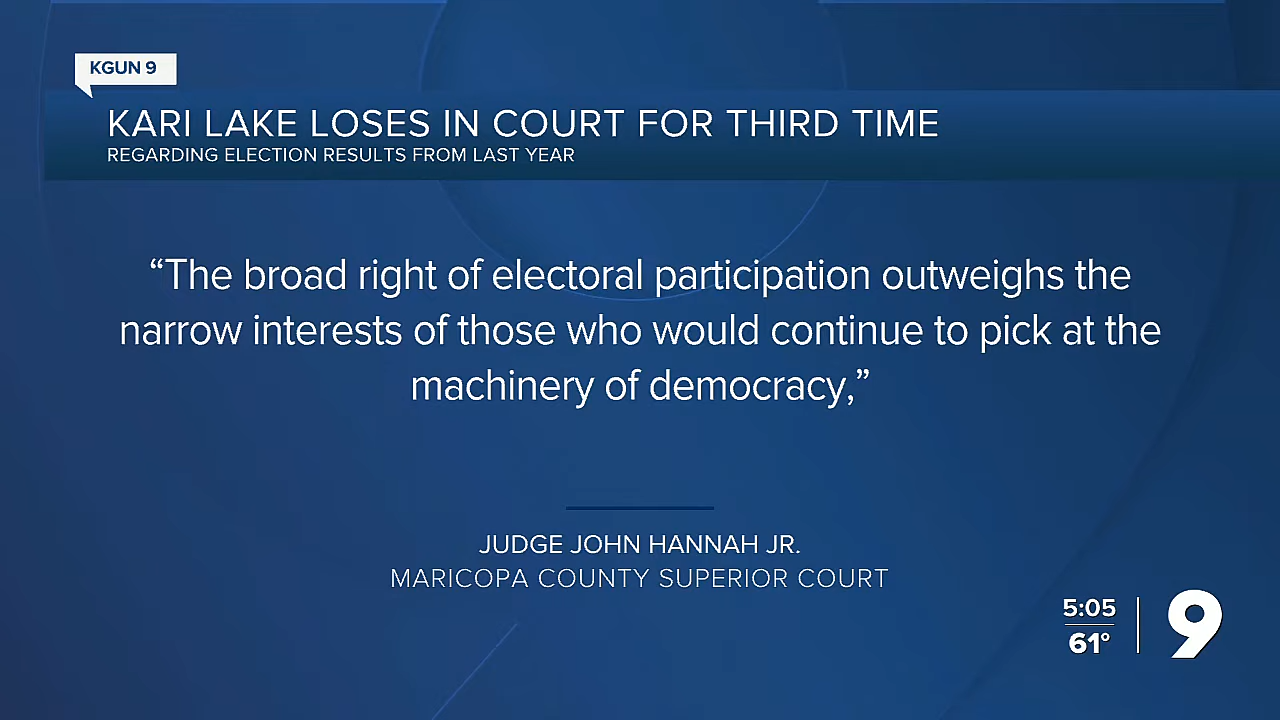 KGUN 9
KARI LAKE LOSES IN COURT FOR THIRD TIME
REGARDING ELECTION RESULTS FROM LAST YEAR
“The broad right of electoral participation outweighs the
narrow interests of those who would continue to pick at the
machinery of democracy,”
JUDGE JOHN HANNAH JR.
MARICOPA COUNTY SUPERIOR COURT
5:05
61°
9